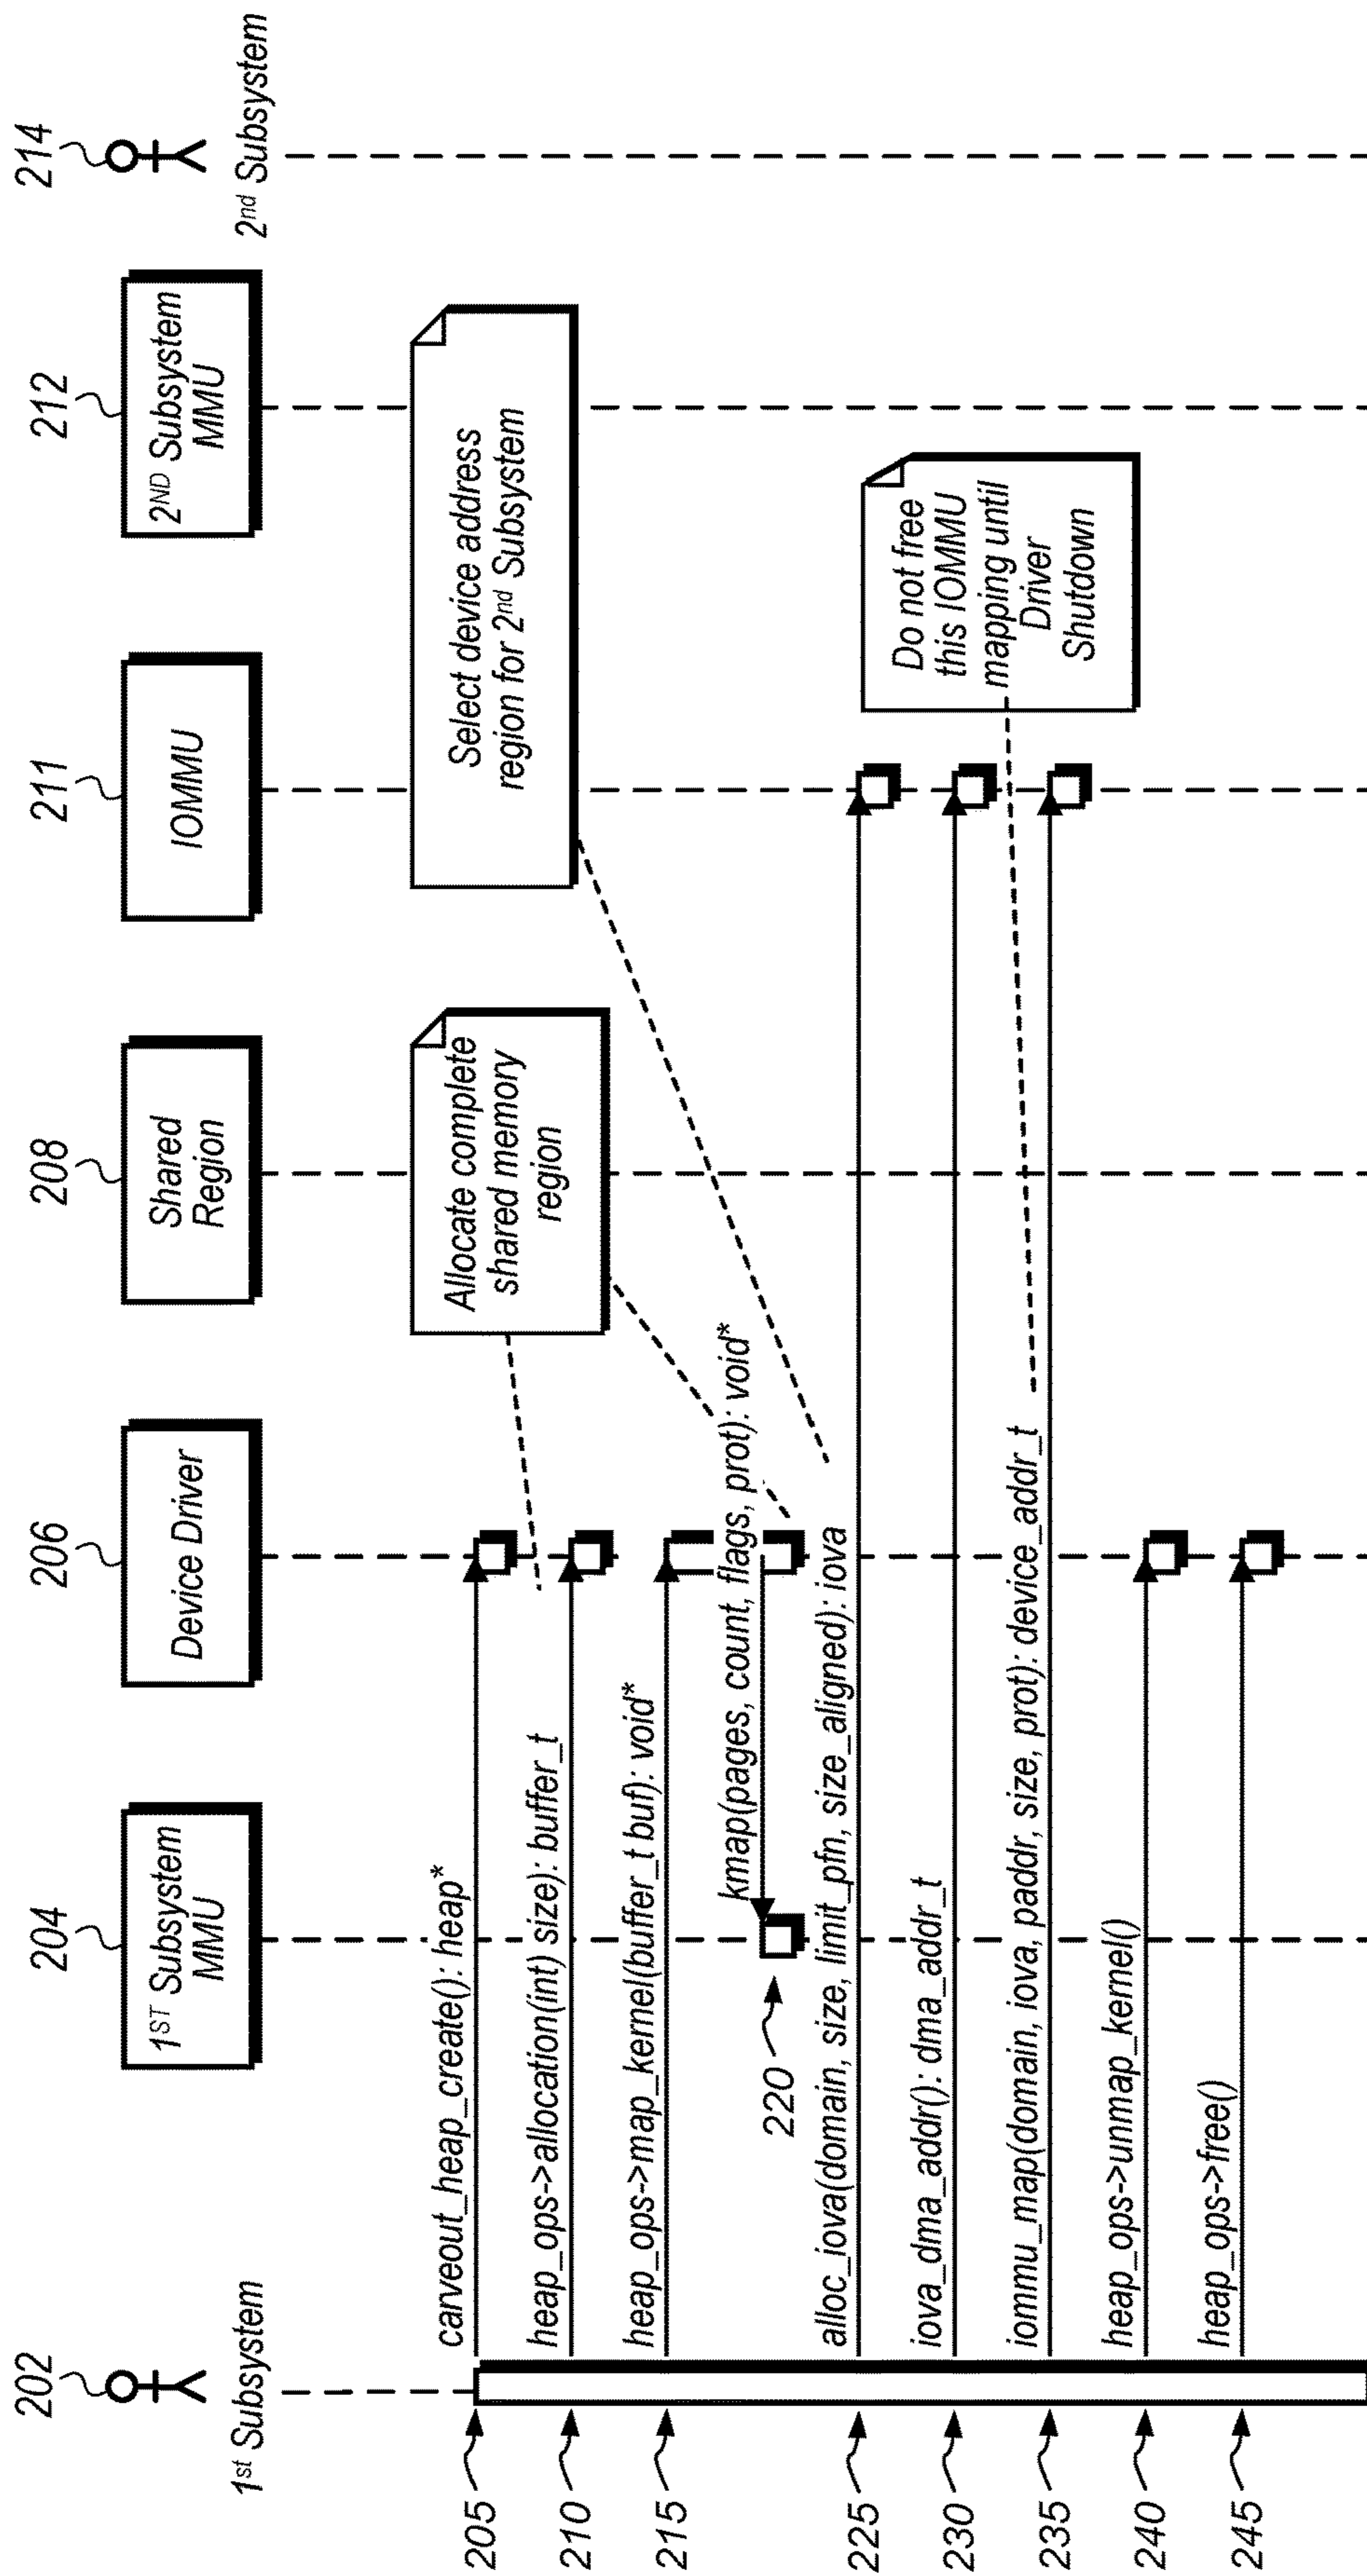 202
204
206
208
211
212
214
1st Subsystem
1ST Subsystem
MMU
Device Driver
Shared
Region
IOMMU
2ND Subsystem
MMU
2nd Subsystem
205
carveout_heap_create(): heap*
Allocate complete
shared memory
region
Select device address
region for 2nd Subsystem
210
heap_ops->allocation(int) size): buffer_t
215
heap_ops->map_kernel(buffer_t buf): void*
kmap(pages, count, flags, prot): void*
220
225
alloc_iova(domain, size, limit_pfn, size_aligned): iova
230
iova_dma_addr(): dma_addr_t
Do not free
this IOMMU
mapping until
Driver
Shutdown
235
iommu_map(domain, iova, paddr, size, prot): device_addr_t
240
heap_ops->unmap_kernel()
245
heap_ops->free()